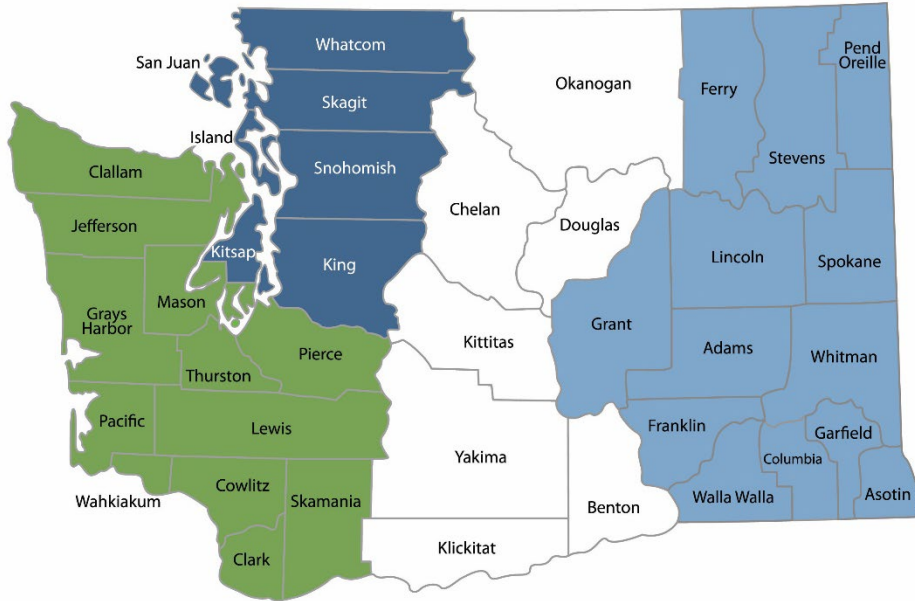 Whatcom
San Juan
Pend
Oreille
Okanogan
Ferry
Skagit
Island
Stevens
Snohomish
Clallam
Chelan
Douglas
Jefferson
Kitsap
King
Lincoln
Spokane
Mason
Grays
Harbor
Grant
Kittitas
Adams
Pierce
Whitman
Thurston
Pacific
Lewis
Franklin
Garfield
Yakima
Columbia
Cowlitz
Wahkiakum
Skamania
Walla Walla
Asotin
Benton
Klickitat
Clark